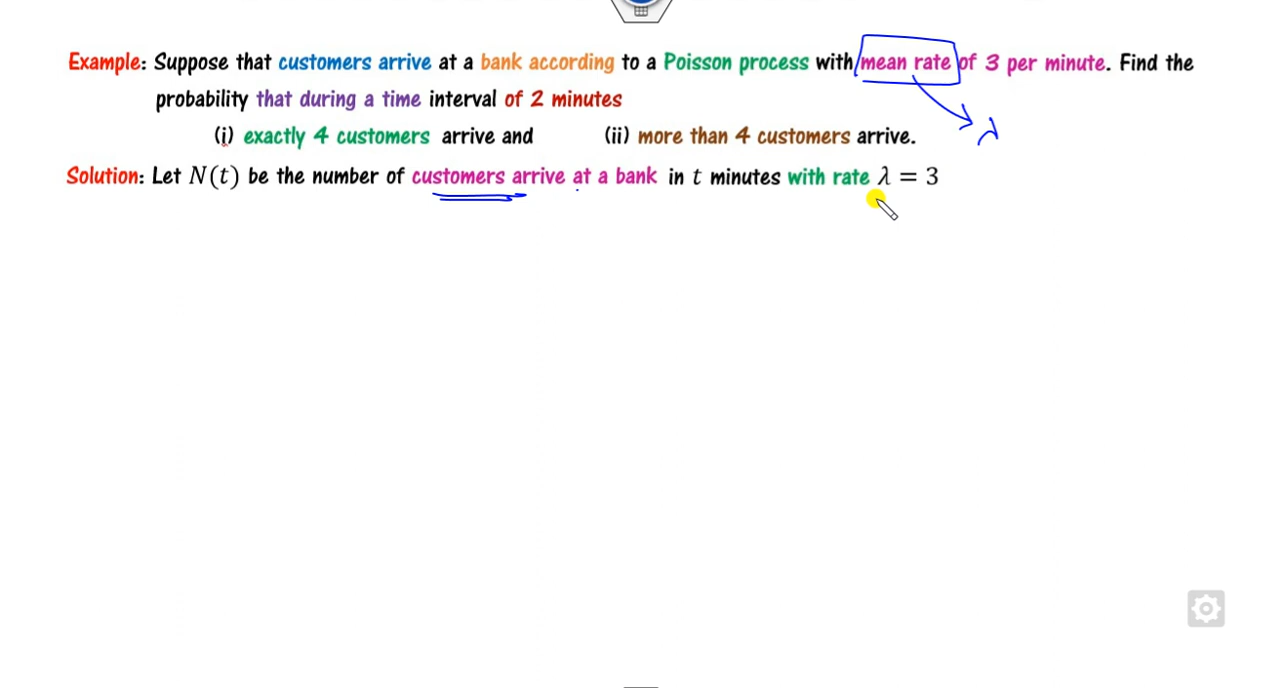 Example: Suppose that customers arrive at a bank according to a Poisson process with mean rate of 3 per minute. Find the
probability that during a time interval of 2 minutes
(i) exactly 4 customers arrive and (ii) more than 4 customers arrive.
λ
Solution: Let N(t) be the number of customers arrive at a bank in t minutes with rate λ = 3